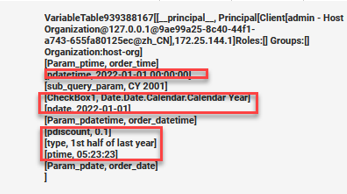 VariableTable939388167[[__principal__, Principal[Client[admin - Host
Organization@127.0.0.1@9ae99a25-8c40-44f1-
a743-655fa80125ec@zh_CN],172.25.144.1]Roles:[] Groups:[]
Organization:host-org]
[Param_ptime, order_time]
[pdatetime, 2022-01-01 00:00:00]
[sub_query_param, CY 2001]
[CheckBox1, Date.Date.Calendar.Calendar Year]
[pdate, 2022-01-01]
[Param_pdatetime, order_datetime]
[pdiscount, 0.1]
[type, 1st half of last year]
[ptime, 05:23:23]
[Param_pdate, order_date]
]